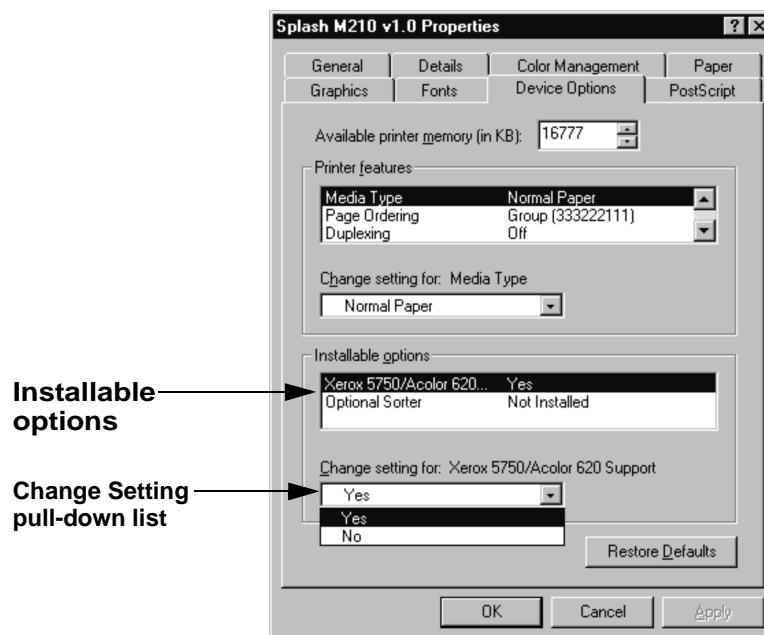 Splash M210 v1.0 Properties
General Details Color Management Paper
Graphics Fonts Device Options PostScript
Available printer memory (in KB): 16777
Printer features
Media Type Normal Paper
Page Ordering Group (333222111)
Duplexing Off
Change setting for: Media Type
Normal Paper
Installable options
Installable options
Xerox 5750/Acolor 620... Yes
Optional Sorter Not Installed
Change setting for: Xerox 5750/Acolor 620 Support
Change Setting
pull-down list
Yes
Yes
No
Restore Defaults
OK Cancel Apply